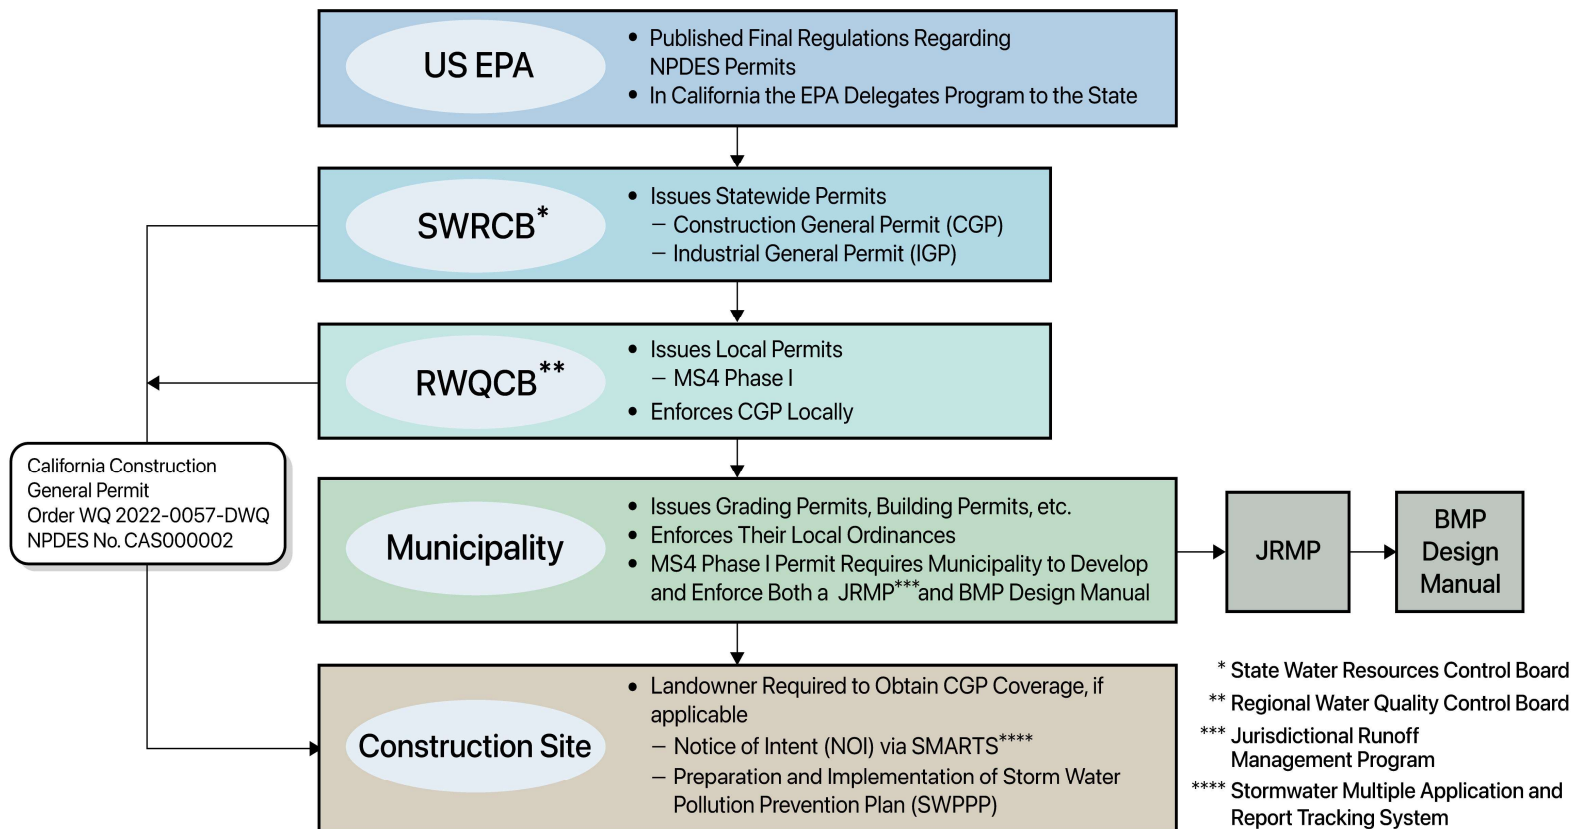 US EPA
• Published Final Regulations Regarding
NPDES Permits
• In California the EPA Delegates Program to the State
SWRCB*
• Issues Statewide Permits
– Construction General Permit (CGP)
– Industrial General Permit (IGP)
RWQCB**
• Issues Local Permits
– MS4 Phase I
• Enforces CGP Locally
California Construction
General Permit
Order WQ 2022-0057-DWQ
NPDES No. CAS000002
Municipality
• Issues Grading Permits, Building Permits, etc.
• Enforces Their Local Ordinances
• MS4 Phase I Permit Requires Municipality to Develop
and Enforce Both a JRMP***and BMP Design Manual
JRMP
BMP
Design
Manual
Construction Site
• Landowner Required to Obtain CGP Coverage, if
applicable
– Notice of Intent (NOI) via SMARTS****
– Preparation and Implementation of Storm Water
Pollution Prevention Plan (SWPPP)
* State Water Resources Control Board
** Regional Water Quality Control Board
*** Jurisdictional Runoff
Management Program
**** Stormwater Multiple Application and
Report Tracking System